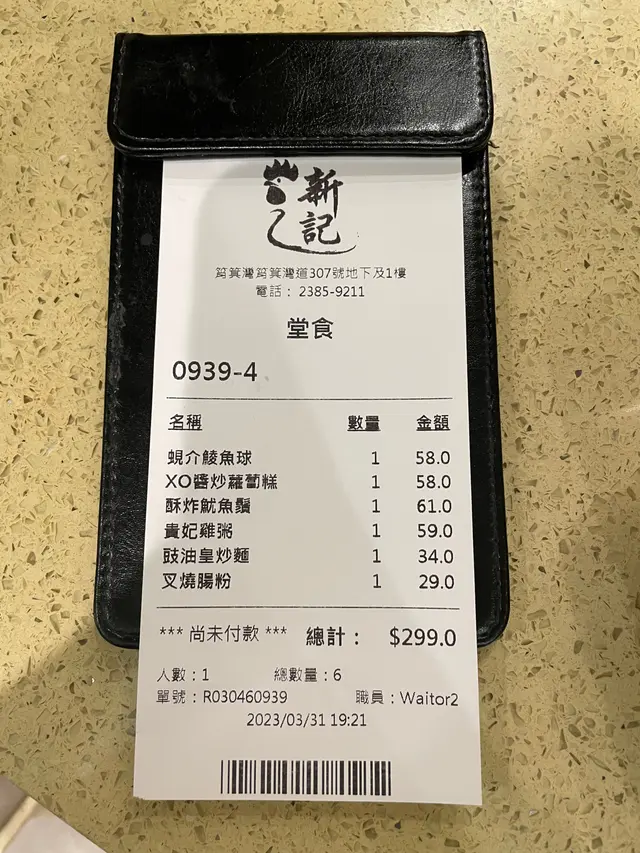 新記
筲箕灣筲箕灣道307號地下及1樓
電話： 2385-9211
堂食
0939-4
名稱 數量 金額
蜆介鯪魚球 1 58.0
XO醬炒蘿蔔糕 1 58.0
酥炸魷魚鬚 1 61.0
貴妃雞粥 1 59.0
豉油皇炒麵 1 34.0
叉燒腸粉 1 29.0
*** 尚未付款 *** 總計： $299.0
人數：1 總數量：6
單號：R030460939 職員：Waitor2
2023/03/31 19:21